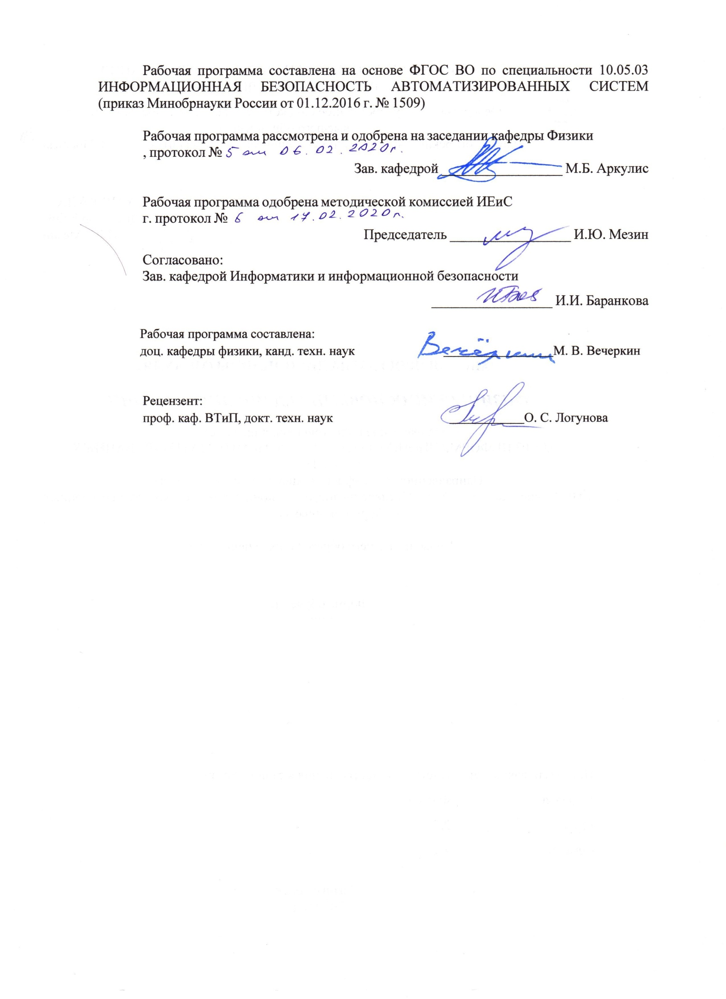 Рабочая программа составлена на основе ФГОС ВО по специальности 10.05.03
ИНФОРМАЦИОННАЯ БЕЗОПАСНОСТЬ АВТОМАТИЗИРОВАННЫХ СИСТЕМ
(приказ Минобрнауки России от 01.12.2016 г. № 1509)
Рабочая программа рассмотрена и одобрена на заседании кафедры Физики
, протокол № 5 от 06.02.2020г.
Зав. кафедрой ____________ М.Б. Аркулис
Рабочая программа одобрена методической комиссией ИЕиС
г. протокол № 6 от 17.02.2020г.
Председатель ____________ И.Ю. Мезин
Согласовано:
Зав. кафедрой Информатики и информационной безопасности
____________ И.И. Баранкова
Рабочая программа составлена:
доц. кафедры физики, канд. техн. наук Вечёркин М. В. Вечеркин
Рецензент:
проф. каф. ВТиП, докт. техн. наук ____________О. С. Логунова